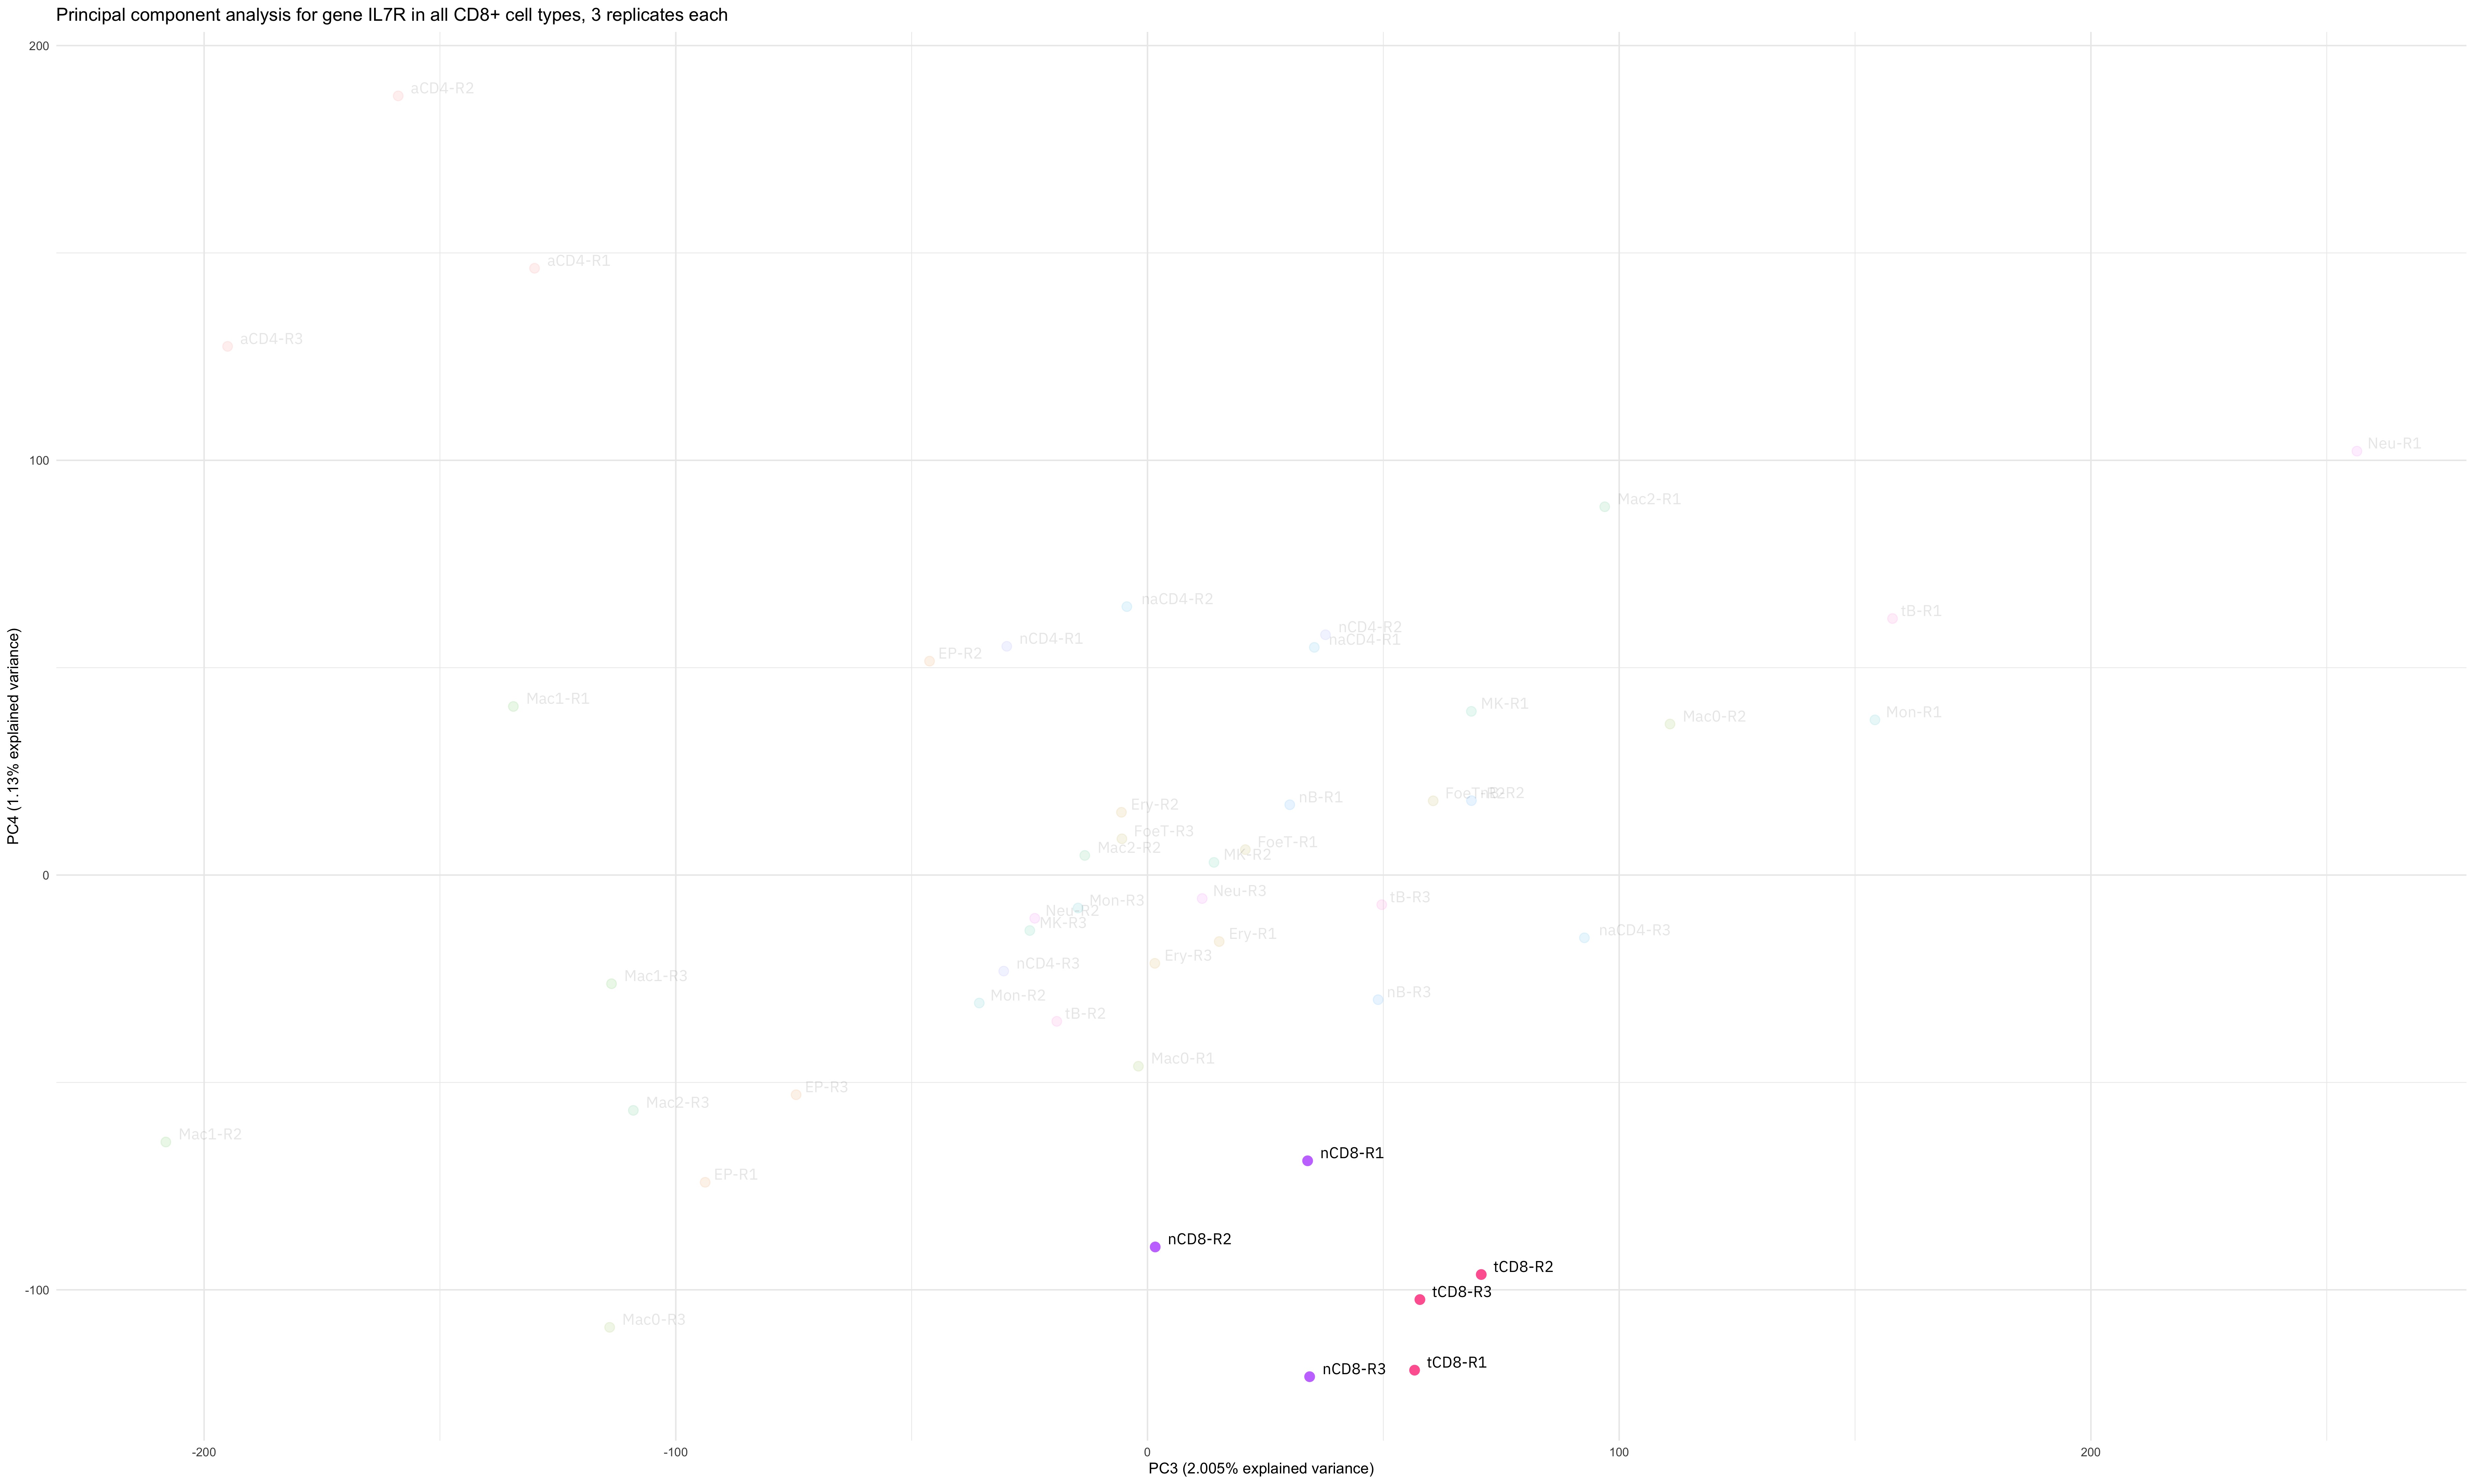 Principal component analysis for gene IL7R in all CD8+ cell types, 3 replicates each
200
aCD4-R2
aCD4-R1
aCD4-R3
100
Neu-R1
Mac2-R1
naCD4-R2
tB-R1
nCD4-R2
nCD4-R1
naCD4-R1
EP-R2
Mac1-R1
MK-R1
Mac0-R2
Mon-R1
FoeT-R2
nB-R2
nB-R1
Ery-R2
FoeT-R3
FoeT-R1
Mac2-R2
MK-R2
0
Neu-R3
tB-R3
Mon-R3
Neu-R2
MK-R3
naCD4-R3
Ery-R1
Ery-R3
nCD4-R3
Mac1-R3
Mon-R2
nB-R3
tB-R2
Mac0-R1
EP-R3
Mac2-R3
Mac1-R2
nCD8-R1
EP-R1
nCD8-R2
tCD8-R2
-100
tCD8-R3
Mac0-R3
tCD8-R1
nCD8-R3
PC4 (1.13% explained variance)
-200
-100
0
100
200
PC3 (2.005% explained variance)